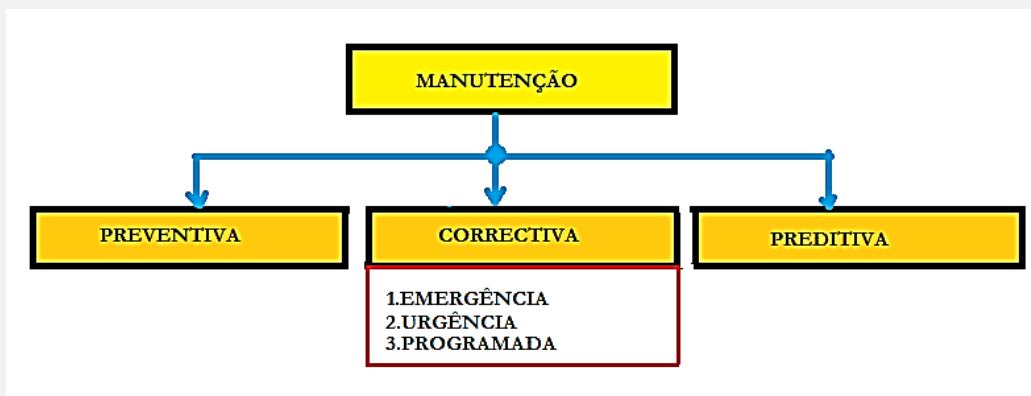 MANUTENÇÃO
PREVENTIVA
CORRECTIVA
PREDITIVA
1.EMERGÊNCIA
2.URGÊNCIA
3.PROGRAMADA